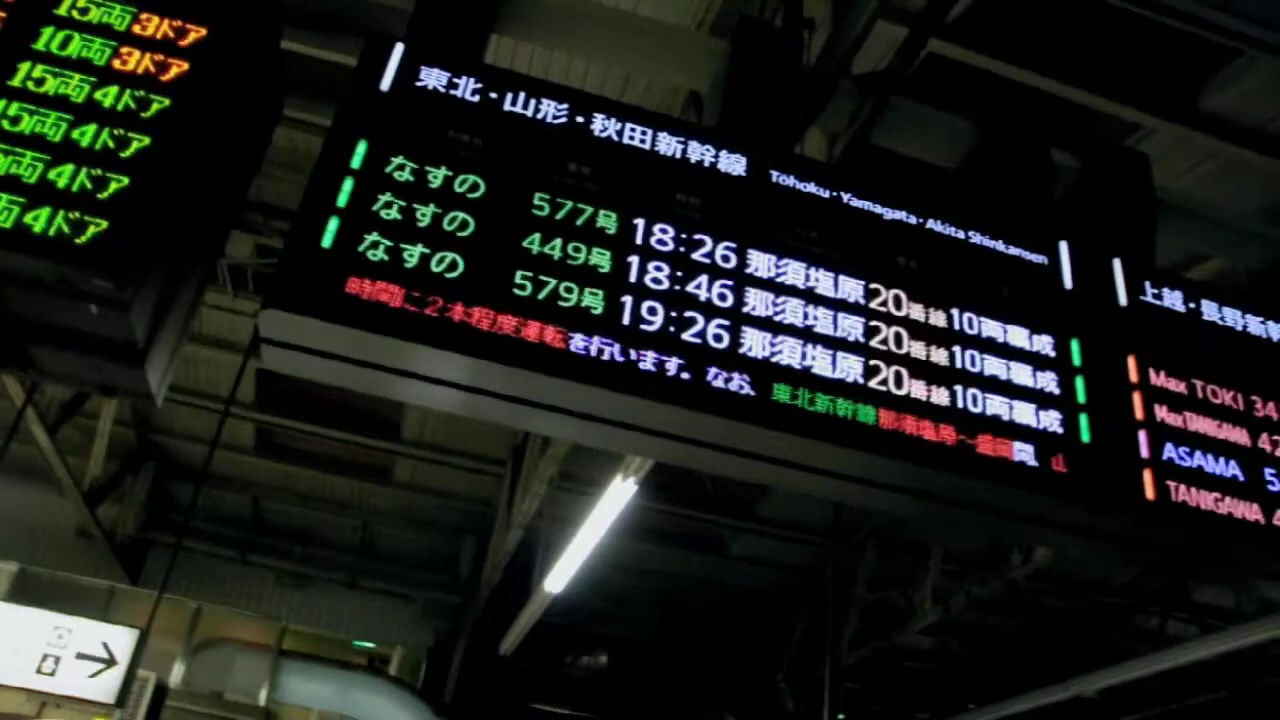 15両 3ドア
10両 3ドア
15両 4ドア
15両 4ドア
両 4ドア
両 4ドア
東北・山形・秋田新幹線 Tōhoku・Yamagata・Akita Shinkansen
なすの 577号 18:26 那須塩原 20番線 10両編成
なすの 449号 18:46 那須塩原 20番線 10両編成
なすの 579号 19:26 那須塩原 20番線 10両編成
時間に2本程度運転を行います。なお、東北新幹線那須塩原～盛岡間
上越・長野新幹
Max TOKI 34
Max TANIGAWA 42
ASAMA 5
TANIGAWA 4